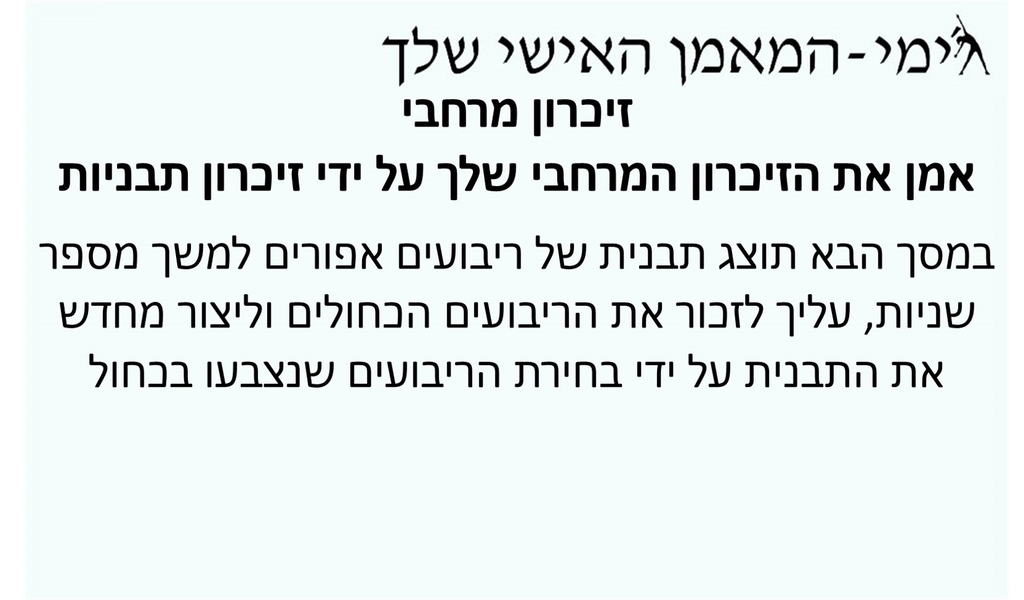 ג'ימי-המאמן האישי שלך
זיכרון מרחבי
אמן את הזיכרון המרחבי שלך על ידי זיכרון תבניות
במסך הבא תוצג תבנית של ריבועים אפורים למשך מספר
שניות, עליך לזכור את הריבועים הכחולים וליצור מחדש
את התבנית על ידי בחירת הריבועים שנצבעו בכחול